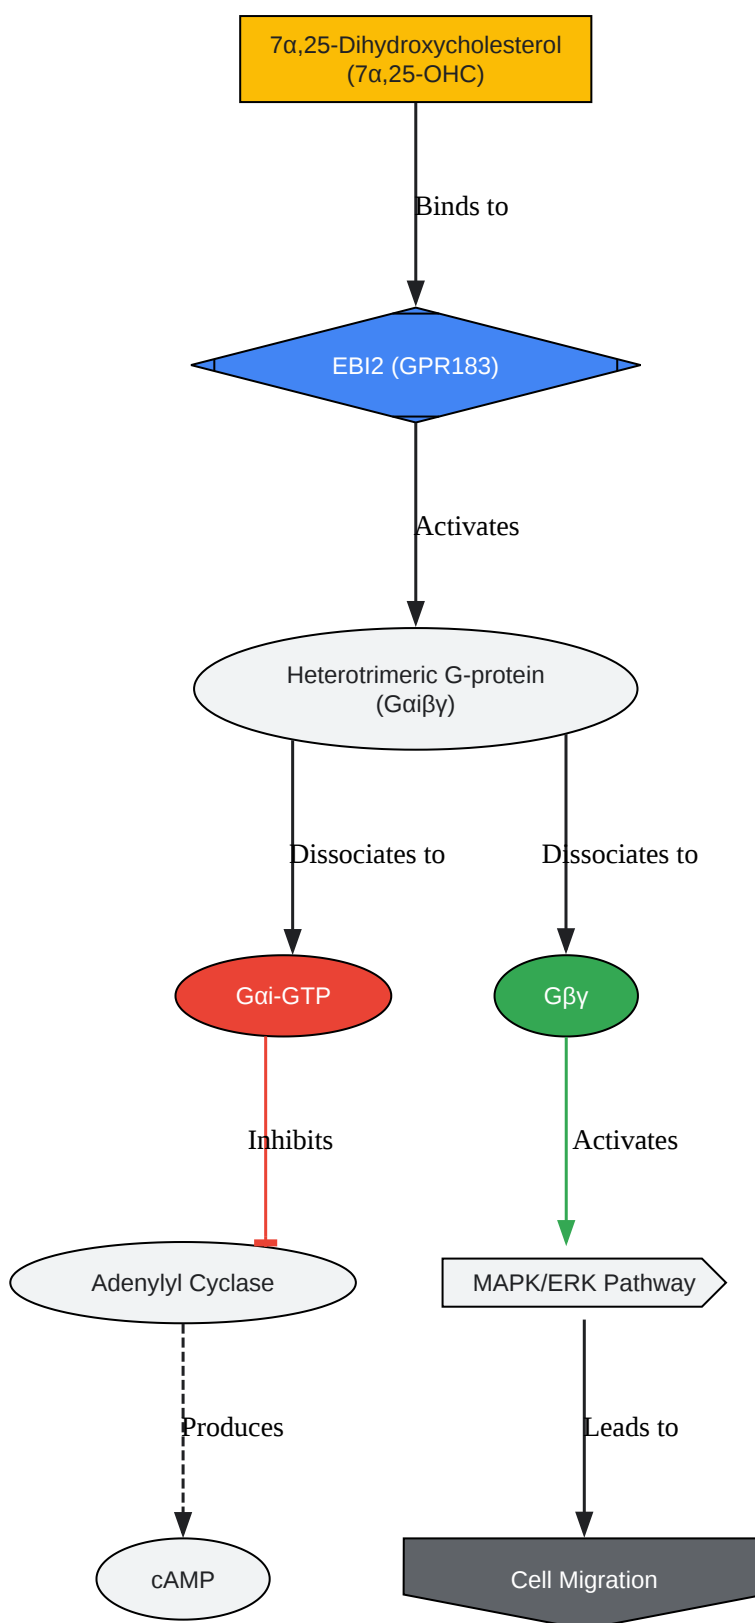 7α,25-Dihydroxycholesterol
(7α,25-OHC)
Binds to
EBI2 (GPR183)
Activates
Heterotrimeric G-protein
(Gαiβγ)
Dissociates to
Dissociates to
Gαi-GTP
Gβγ
Inhibits
Activates
Adenylyl Cyclase
MAPK/ERK Pathway
Produces
Leads to
cAMP
Cell Migration